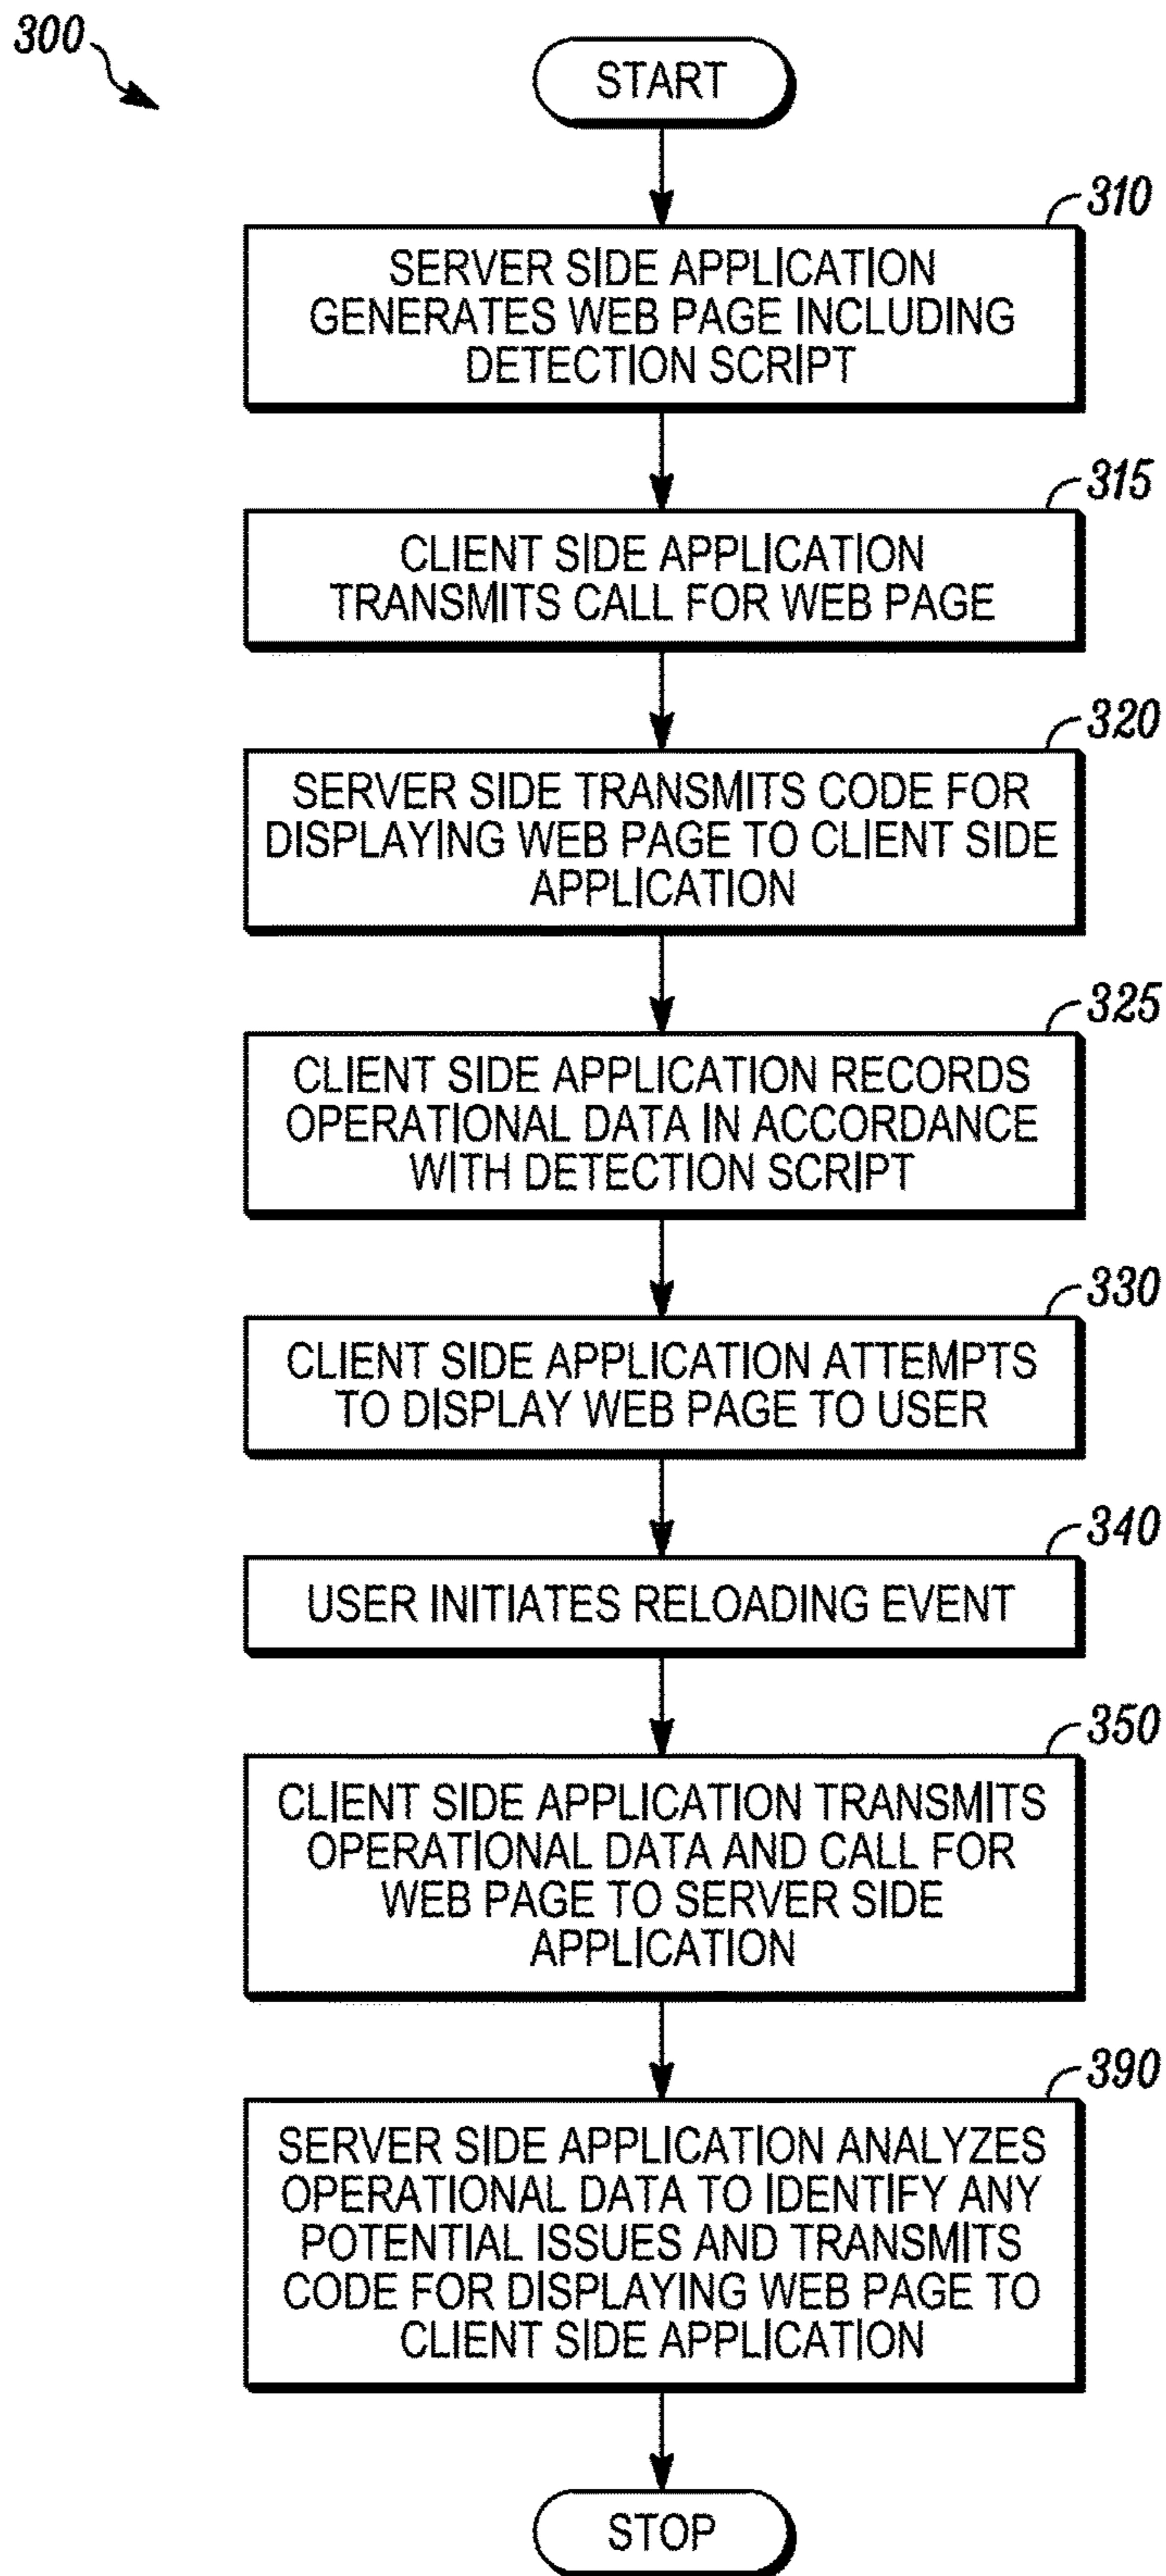 300
START
310
SERVER SIDE APPLICATION
GENERATES WEB PAGE INCLUDING
DETECTION SCRIPT
315
CLIENT SIDE APPLICATION
TRANSMITS CALL FOR WEB PAGE
320
SERVER SIDE TRANSMITS CODE FOR
DISPLAYING WEB PAGE TO CLIENT SIDE
APPLICATION
325
CLIENT SIDE APPLICATION RECORDS
OPERATIONAL DATA IN ACCORDANCE
WITH DETECTION SCRIPT
330
CLIENT SIDE APPLICATION ATTEMPTS
TO DISPLAY WEB PAGE TO USER
340
USER INITIATES RELOADING EVENT
350
CLIENT SIDE APPLICATION TRANSMITS
OPERATIONAL DATA AND CALL FOR
WEB PAGE TO SERVER SIDE
APPLICATION
390
SERVER SIDE APPLICATION ANALYZES
OPERATIONAL DATA TO IDENTIFY ANY
POTENTIAL ISSUES AND TRANSMITS
CODE FOR DISPLAYING WEB PAGE TO
CLIENT SIDE APPLICATION
STOP